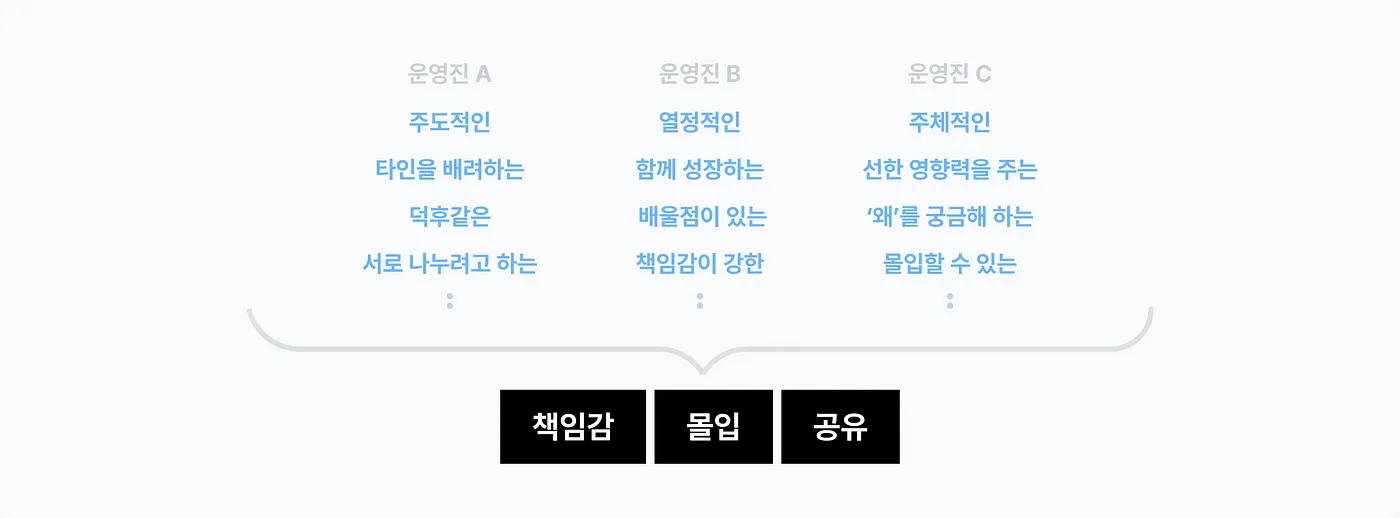 운영진 A 운영진 B 운영진 C
주도적인 열정적인 주체적인
타인을 배려하는 함께 성장하는 선한 영향력을 주는
덕후같은 배울점이 있는 ‘왜’를 궁금해 하는
서로 나누려고 하는 책임감이 강한 몰입할 수 있는
책임감 몰입 공유